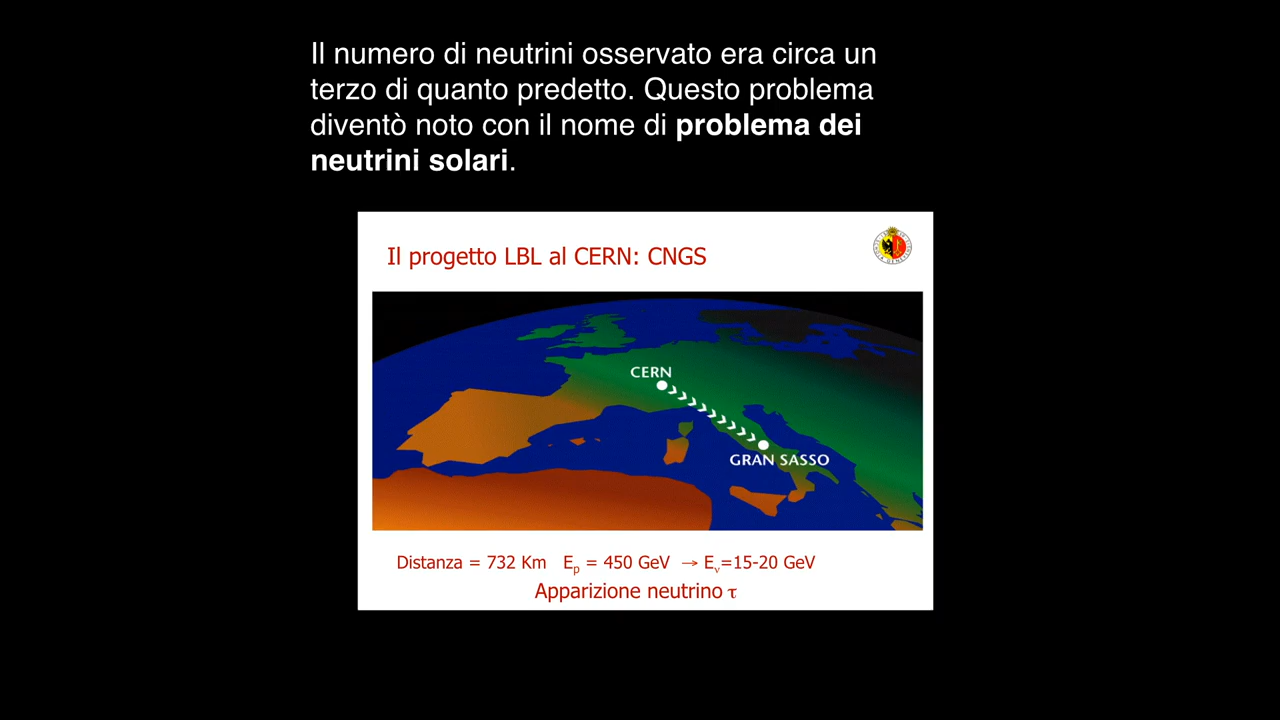 Il numero di neutrini osservato era circa un
terzo di quanto predetto. Questo problema
diventò noto con il nome di problema dei
neutrini solari.
Il progetto LBL al CERN: CNGS
CERN
GRAN SASSO
Distanza = 732 Km Ep = 450 GeV → Eν=15-20 GeV
Apparizione neutrino τ